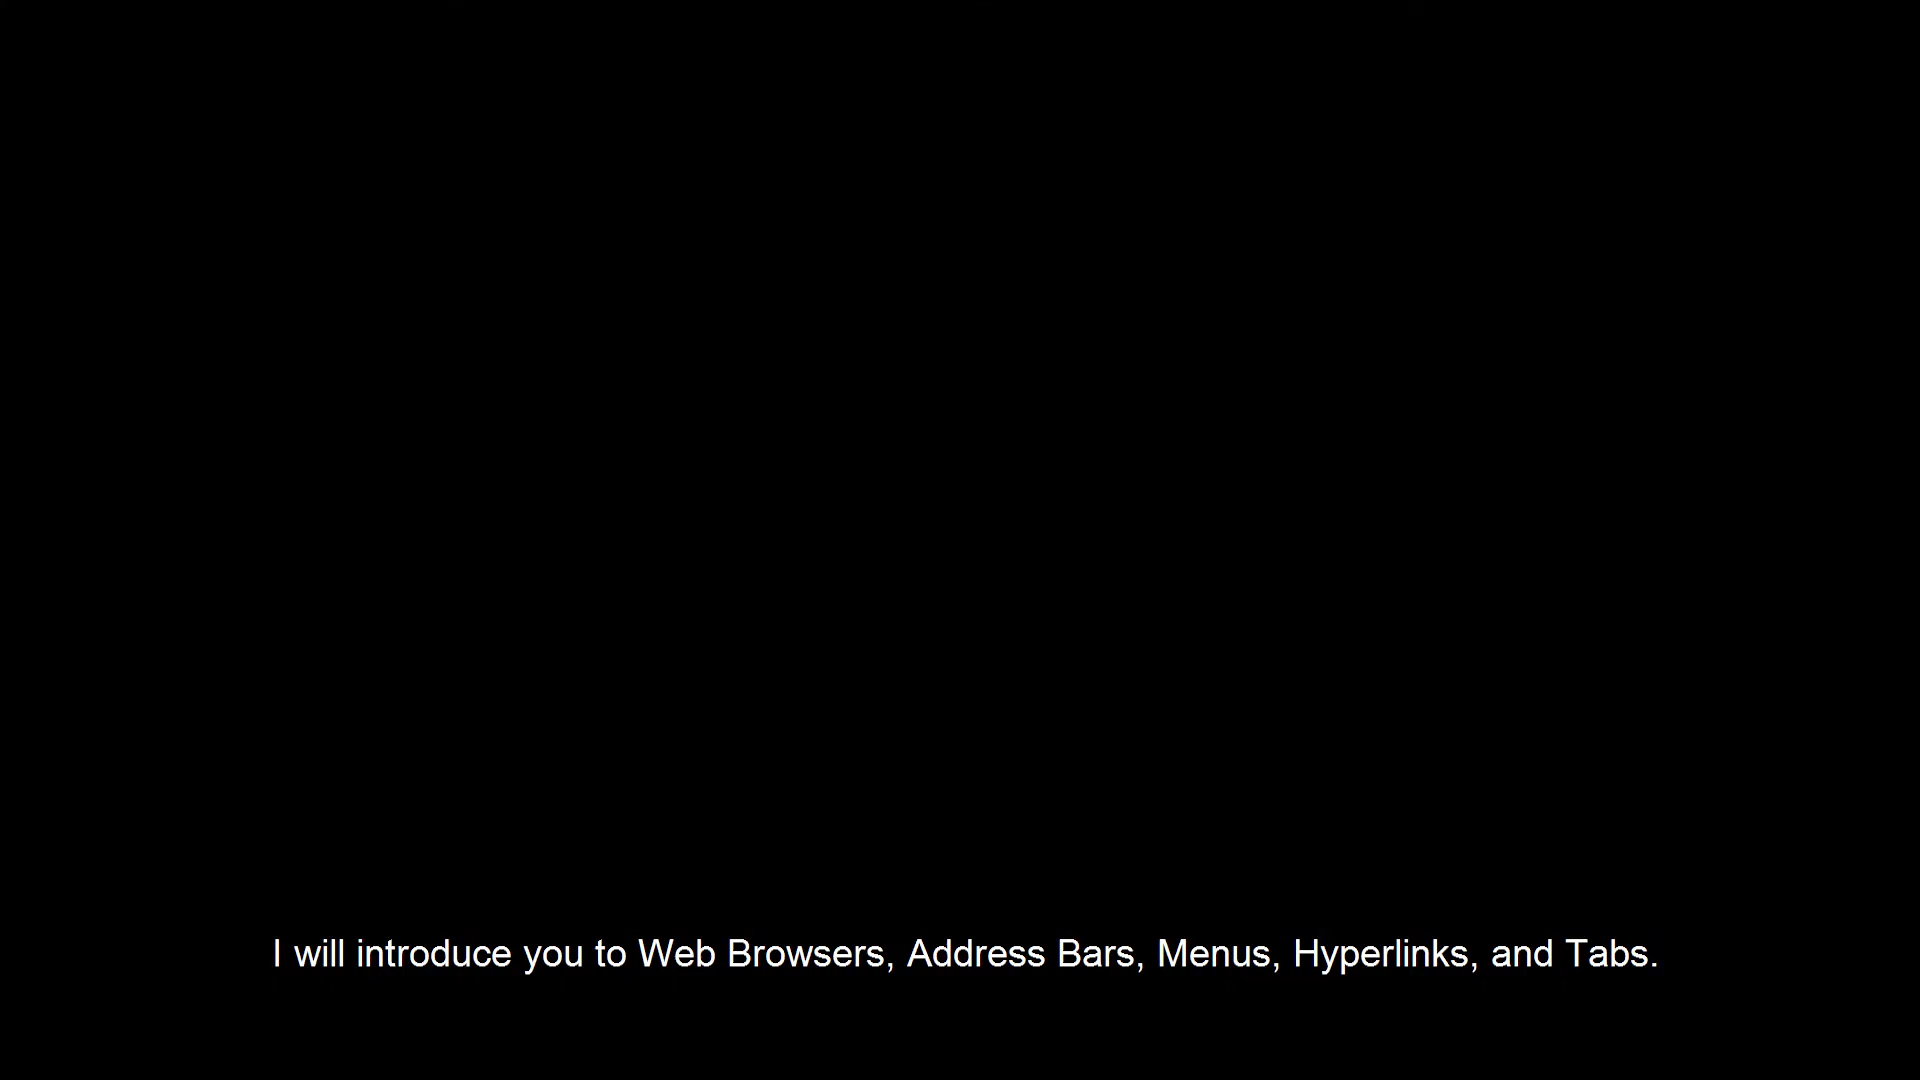 I will introduce you to Web Browsers, Address Bars, Menus, Hyperlinks, and Tabs.